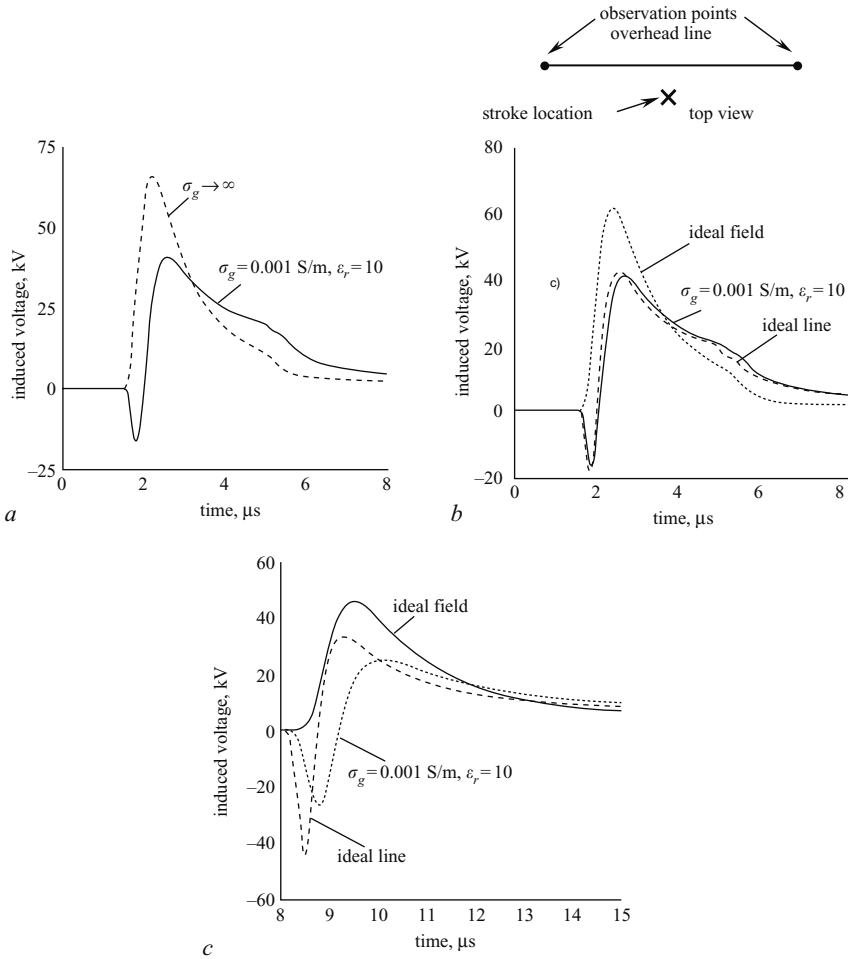 observation points
overhead line
stroke location
top view
75
50
25
0
–25
0
2
4
6
8
induced voltage, kV
time, μs
σg→∞
σg=0.001 S/m, εr=10
a
80
60
40
20
0
–20
0
2
4
6
8
induced voltage, kV
time, μs
c)
ideal field
σg=0.001 S/m, εr=10
ideal line
b
60
40
20
0
–20
–40
–60
8
9
10
11
12
13
14
15
induced voltage, kV
time, μs
ideal field
σg=0.001 S/m, εr=10
ideal line
c